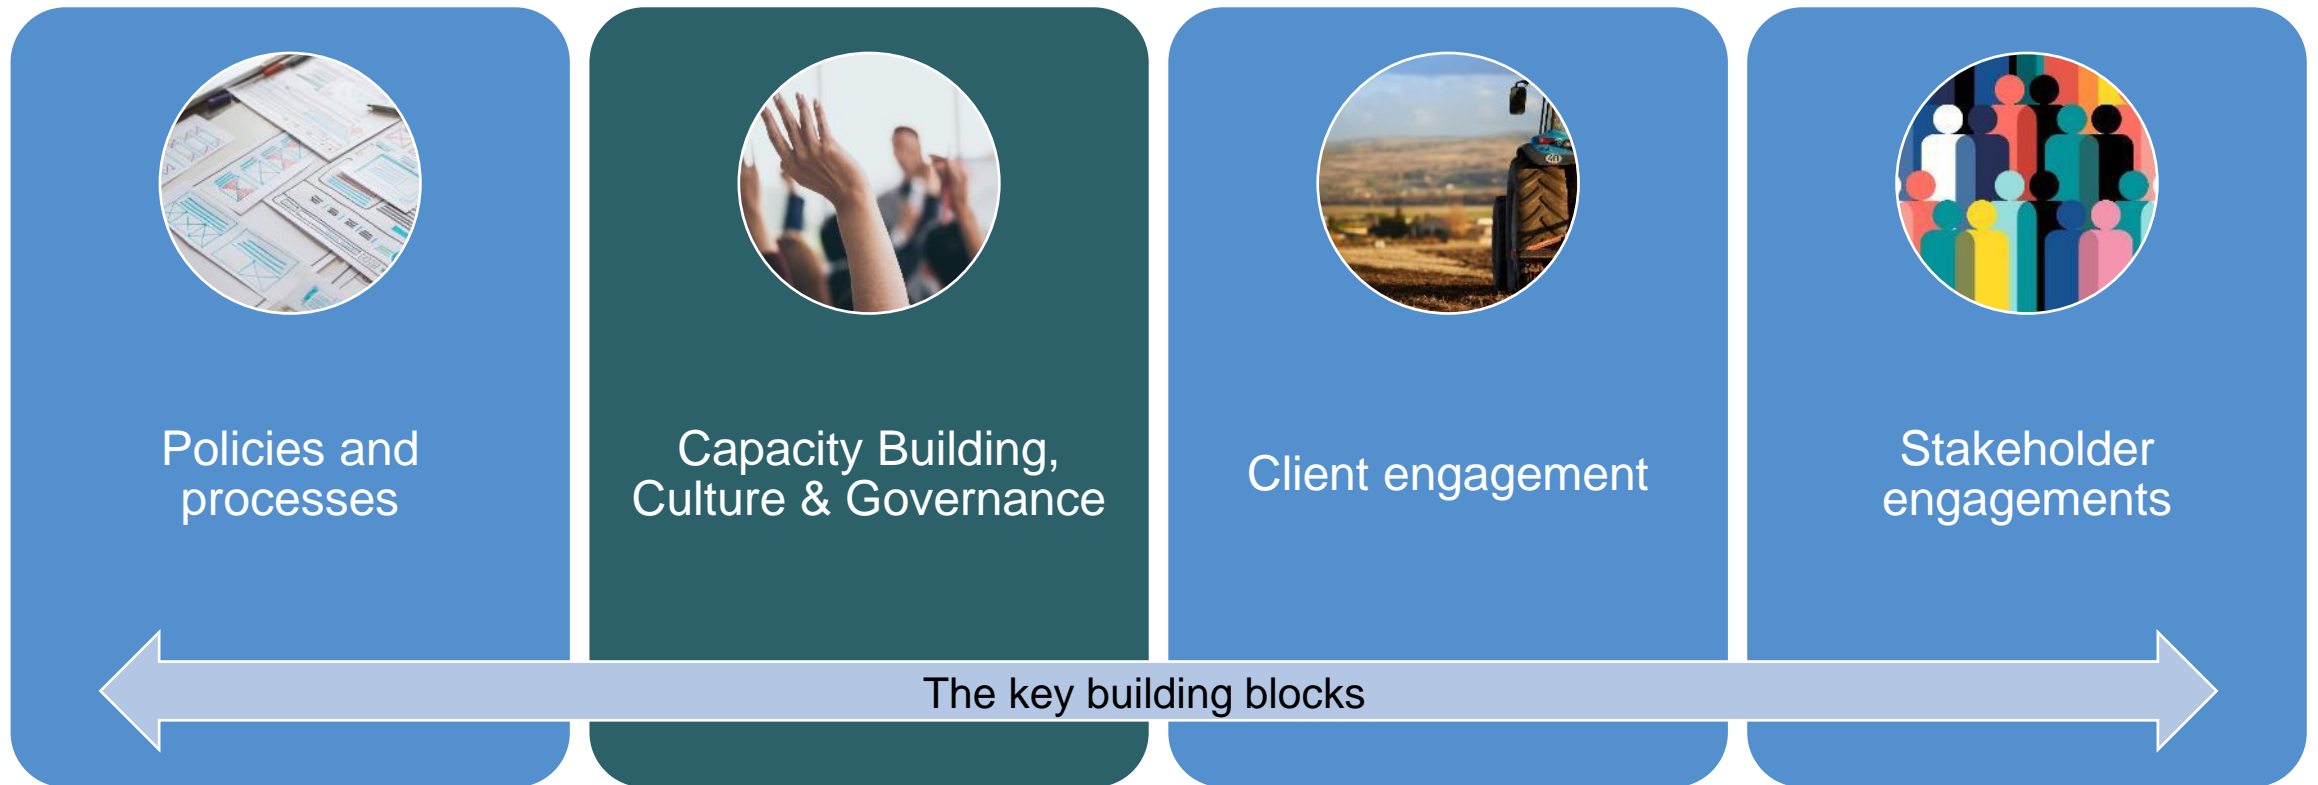 Policies and
processes
Capacity Building,
Culture & Governance
Client engagement
Stakeholder
engagements
The key building blocks